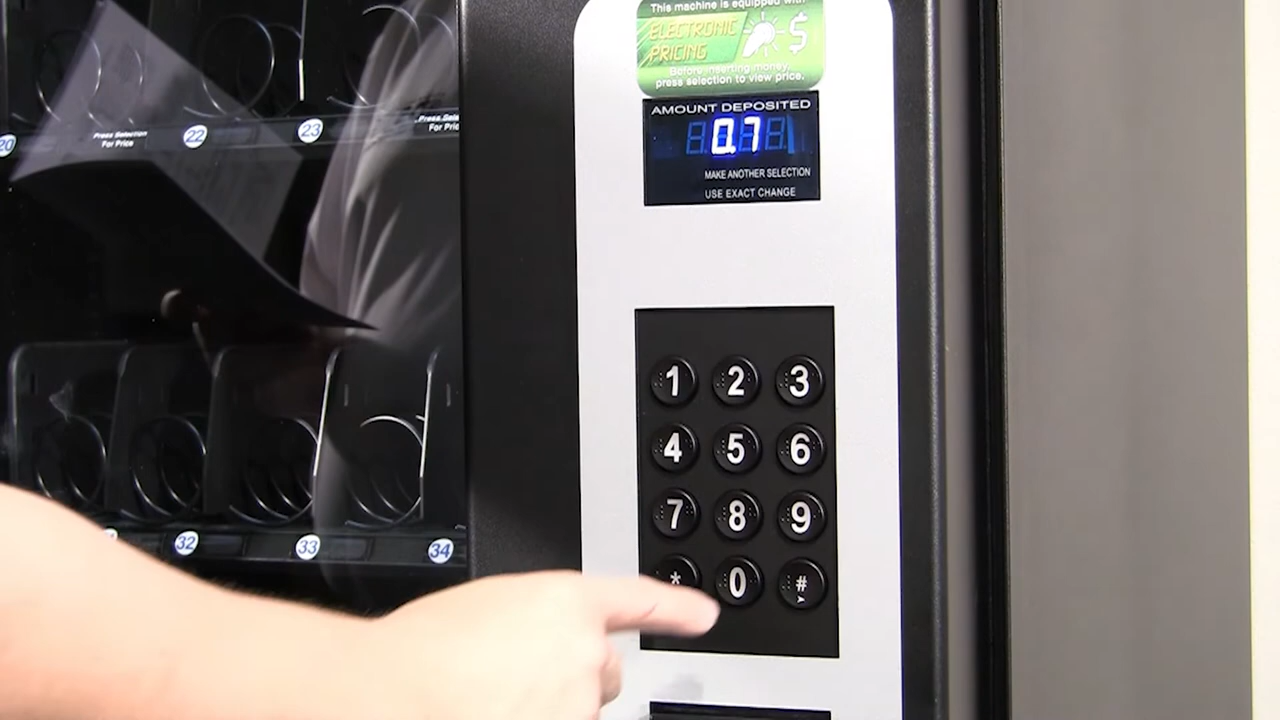 This machine is equipped with
ELECTRONIC
PRICING
$
Before inserting money,
press selection to view price.
AMOUNT DEPOSITED
0.7
MAKE ANOTHER SELECTION
USE EXACT CHANGE
20
Press Selection
For Price
22
23
1 2 3
4 5 6
7 8 9
* 0 #
32
33
34